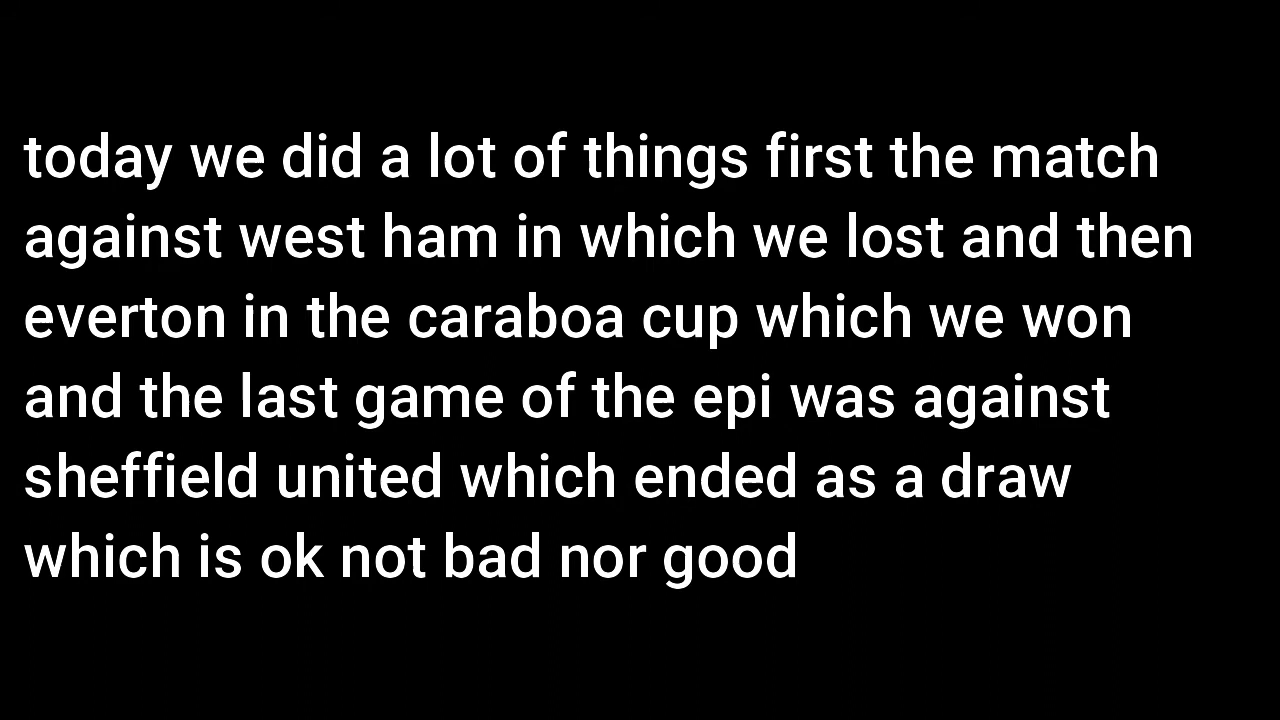 today we did a lot of things first the match
against west ham in which we lost and then
everton in the caraboa cup which we won
and the last game of the epi was against
sheffield united which ended as a draw
which is ok not bad nor good